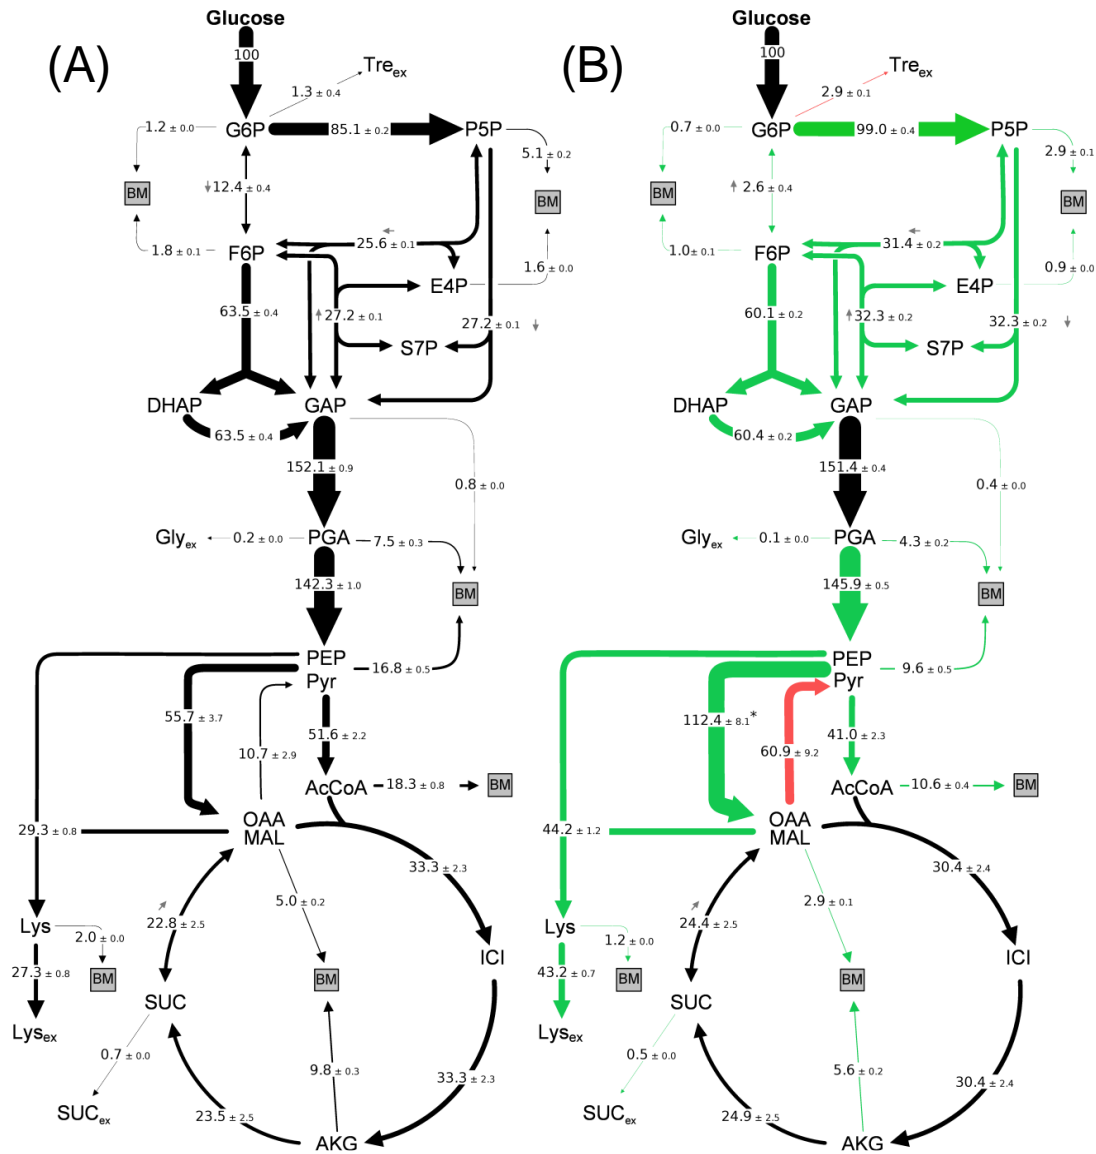 (A)
Glucose
100
Tre ex
1.3 ± 0.4
1.2 ± 0.0
G6P
85.1 ± 0.2
P5P
5.1 ± 0.2
BM
12.4 ± 0.4
BM
1.8 ± 0.1
F6P
25.6 ± 0.1
1.6 ± 0.0
E4P
63.5 ± 0.4
27.2 ± 0.1
27.2 ± 0.1
S7P
DHAP
GAP
63.5 ± 0.4
152.1 ± 0.9
0.8 ± 0.0
Gly ex
0.2 ± 0.0
PGA
7.5 ± 0.3
142.3 ± 1.0
BM
PEP
Pyr
16.8 ± 0.5
55.7 ± 3.7
10.7 ± 2.9
51.6 ± 2.2
AcCoA
18.3 ± 0.8
BM
OAA
MAL
29.3 ± 0.8
33.3 ± 2.3
5.0 ± 0.2
22.8 ± 2.5
Lys
2.0 ± 0.0
27.3 ± 0.8
BM
BM
ICI
SUC
Lys ex
0.7 ± 0.0
9.8 ± 0.3
33.3 ± 2.3
SUC ex
23.5 ± 2.5
AKG
(B)
Glucose
100
Tre ex
2.9 ± 0.1
0.7 ± 0.0
G6P
99.0 ± 0.4
P5P
2.9 ± 0.1
BM
2.6 ± 0.4
BM
1.0 ± 0.1
F6P
31.4 ± 0.2
0.9 ± 0.0
E4P
60.1 ± 0.2
32.3 ± 0.2
32.3 ± 0.2
S7P
DHAP
GAP
60.4 ± 0.2
151.4 ± 0.4
0.4 ± 0.0
Gly ex
0.1 ± 0.0
PGA
4.3 ± 0.2
145.9 ± 0.5
BM
PEP
Pyr
9.6 ± 0.5
112.4 ± 8.1*
60.9 ± 9.2
41.0 ± 2.3
AcCoA
10.6 ± 0.4
BM
OAA
MAL
44.2 ± 1.2
30.4 ± 2.4
2.9 ± 0.1
24.4 ± 2.5
Lys
1.2 ± 0.0
43.2 ± 0.7
BM
BM
ICI
SUC
Lys ex
0.5 ± 0.0
5.6 ± 0.2
30.4 ± 2.4
SUC ex
24.9 ± 2.5
AKG